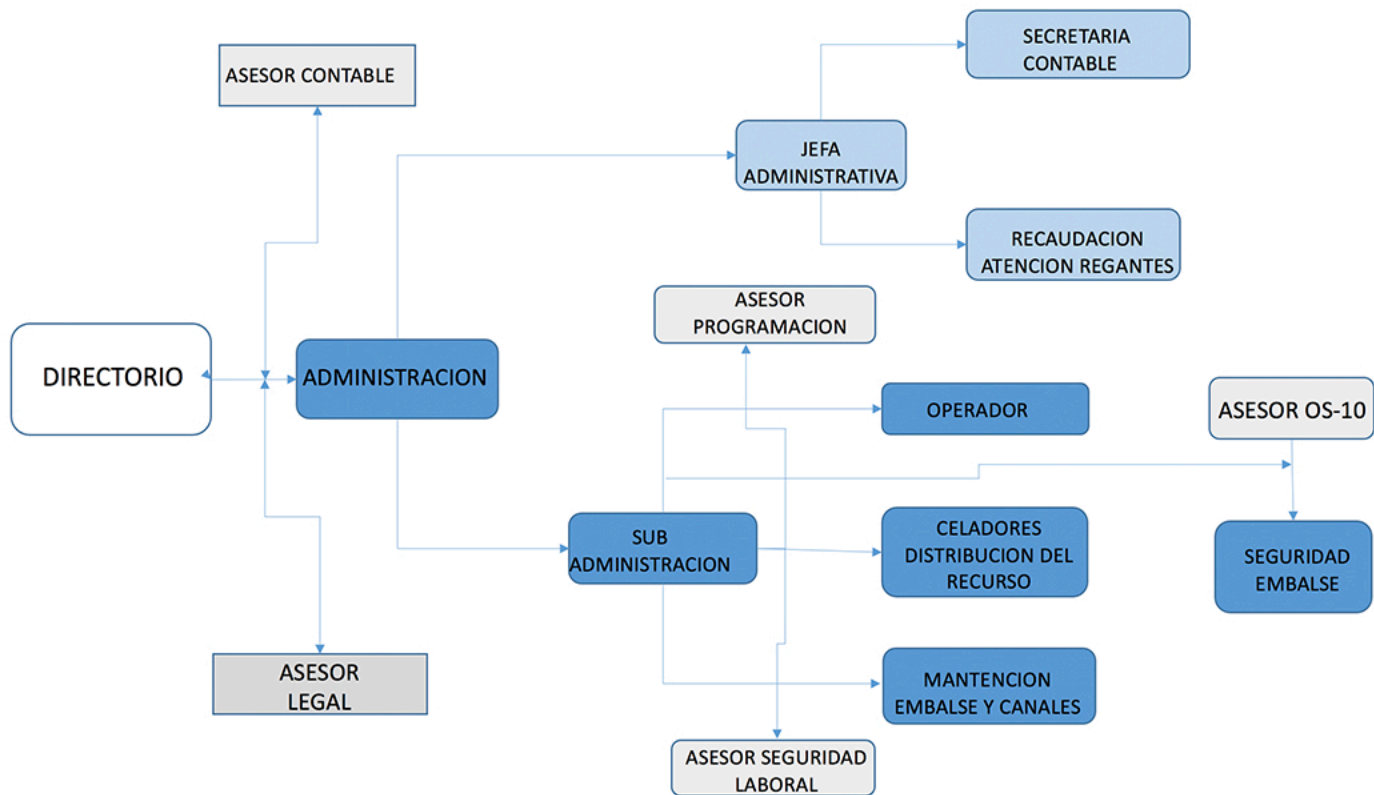 SECRETARIA
CONTABLE
ASESOR CONTABLE
JEFA
ADMINISTRATIVA
RECAUDACION
ATENCION REGANTES
ASESOR
PROGRAMACION
DIRECTORIO
ADMINISTRACION
OPERADOR
ASESOR OS-10
SUB
ADMINISTRACION
CELADORES
DISTRIBUCION DEL
RECURSO
SEGURIDAD
EMBALSE
ASESOR
LEGAL
MANTENCION
EMBALSE Y CANALES
ASESOR SEGURIDAD
LABORAL